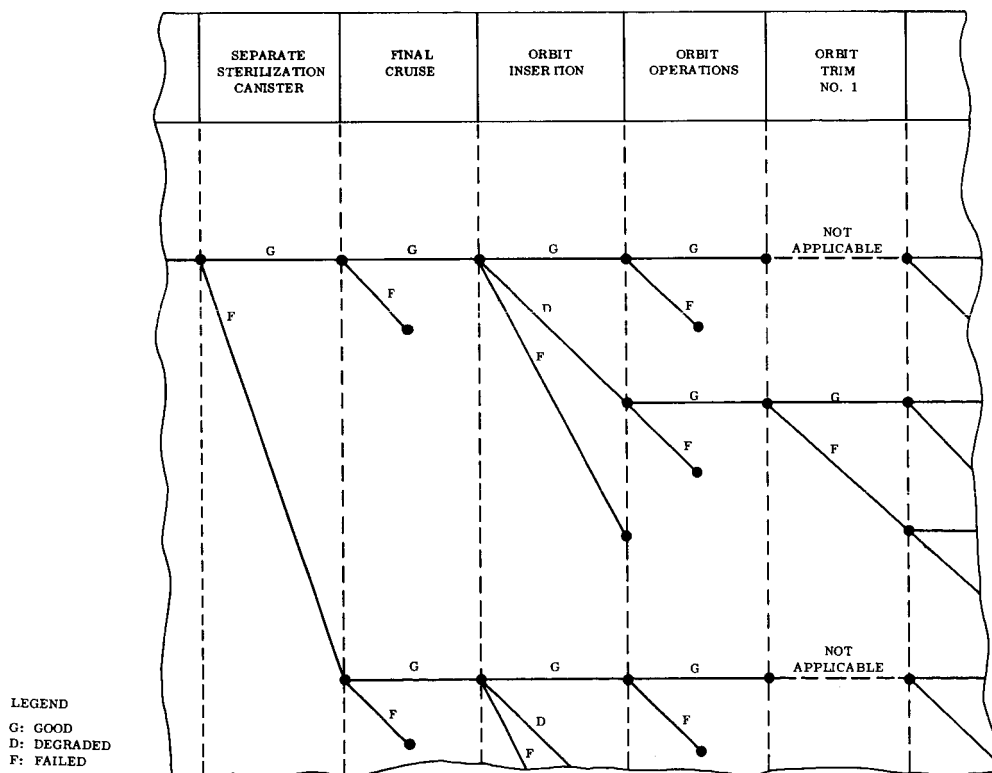 SEPARATE
STERILIZATION
CANISTER
FINAL
CRUISE
ORBIT
INSERTION
ORBIT
OPERATIONS
ORBIT
TRIM
NO. 1
G
G
G
G
NOT
APPLICABLE
F
F
D
F
F
G
G
F
F
G
G
G
NOT
APPLICABLE
F
D
F
F
LEGEND
G: GOOD
D: DEGRADED
F: FAILED